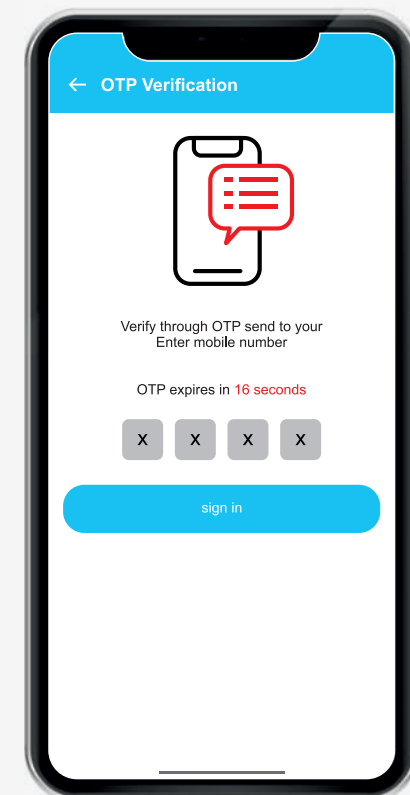 OTP Verification
Verify through OTP send to your
Enter mobile number
OTP expires in 16 seconds
X X X X
sign in